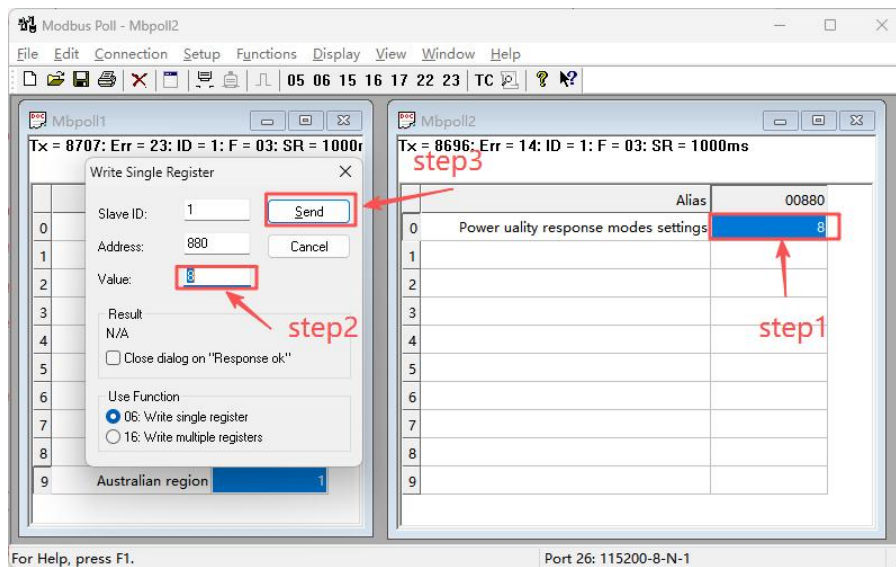 Modbus Poll - Mbpoll2
File Edit Connection Setup Functions Display View Window Help
05 06 15 16 17 22 23 TC
Mbpoll1
Tx = 8707: Err = 23: ID = 1: F = 03: SR = 1000r
Write Single Register
Slave ID: 1
Send
Address: 880
Cancel
Value: 8
Result
N/A
Close dialog on "Response ok"
Use Function
06: Write single register
16: Write multiple registers
0
1
2
3
4
5
6
7
8
9 Australian region 1
step3
step2
Mbpoll2
Tx = 8696: Err = 14: ID = 1: F = 03: SR = 1000ms
Alias 00880
0 Power uality response modes settings 8
1
2
3
4
5
6
7
8
9
step1
For Help, press F1.
Port 26: 115200-8-N-1